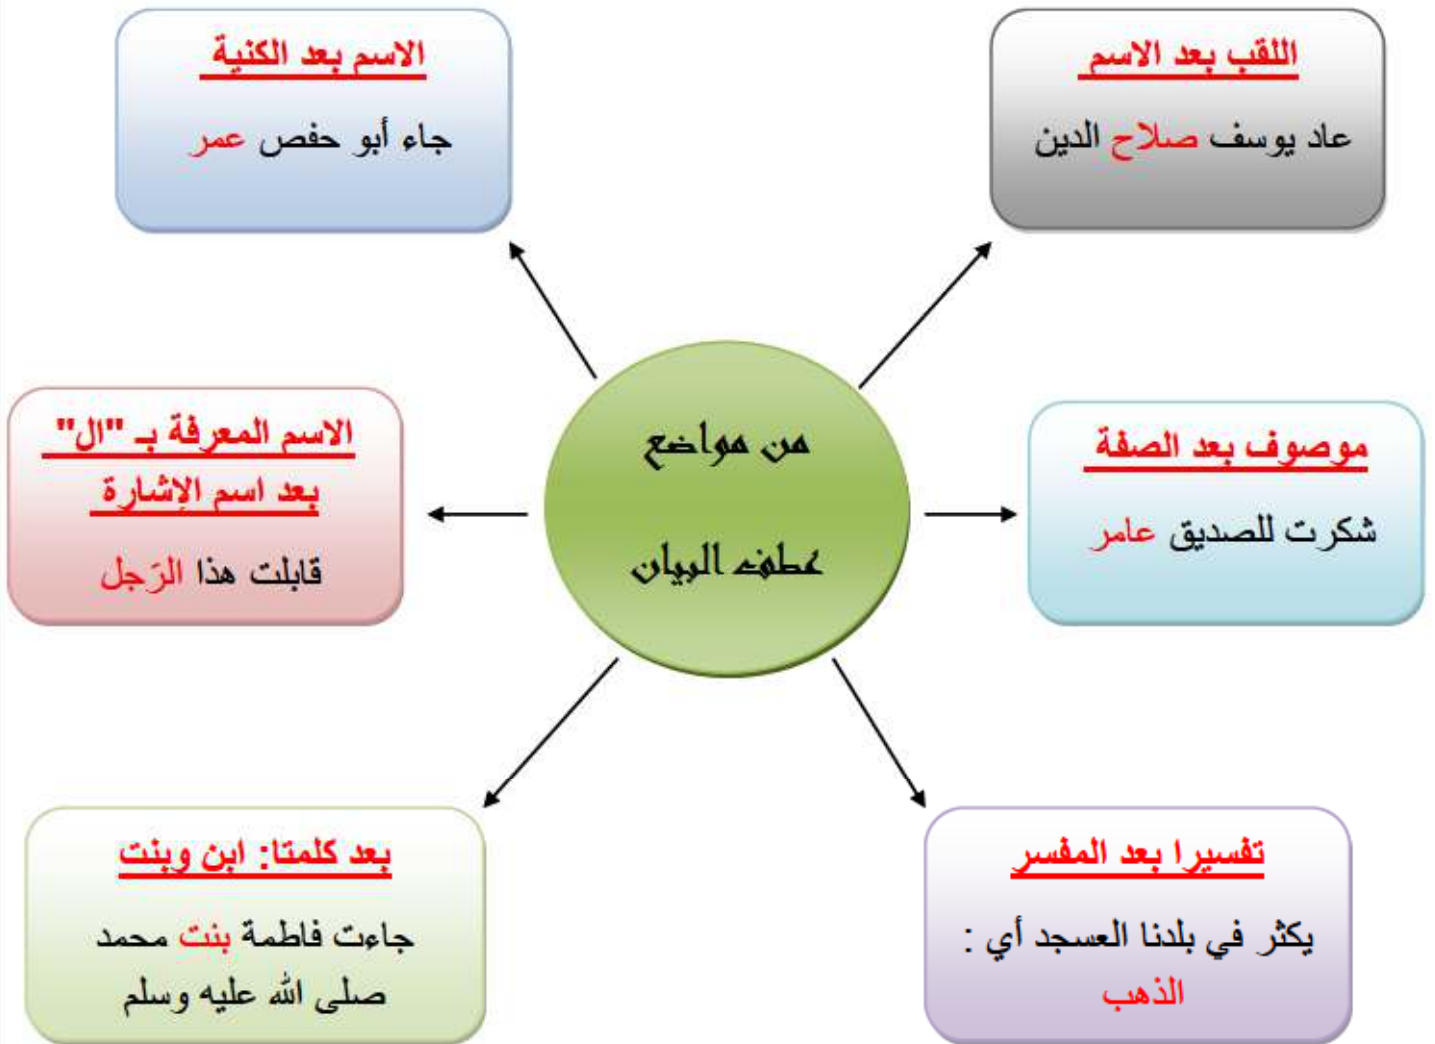 من مواضع
عطف البيان
اللقب بعد الاسم
عاد يوسف صلاح الدين
الاسم بعد الكنية
جاء أبو حفص عمر
موصوف بعد الصفة
شكرت للصديق عامر
الاسم المعرفة بـ "ال"
بعد اسم الإشارة
قابلت هذا الرَجل
تفسيرا بعد المفسر
يكثر في بلدنا العسجد أي :
الذهب
بعد كلمتا: ابن وبنت
جاءت فاطمة بنت محمد
صلى الله عليه وسلم